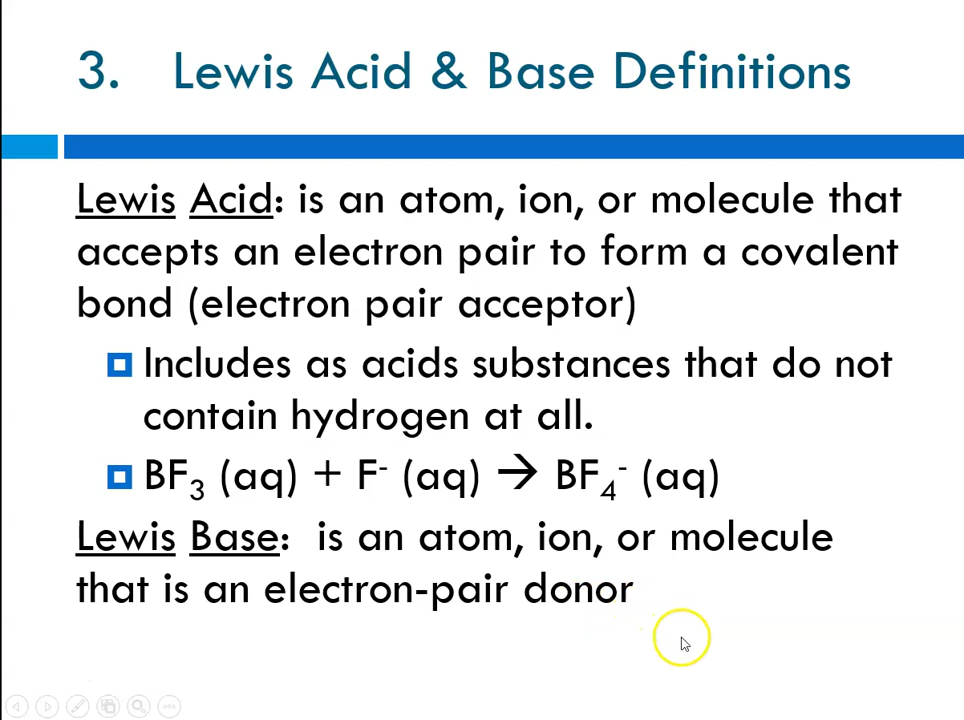 3. Lewis Acid & Base Definitions
Lewis Acid: is an atom, ion, or molecule that
accepts an electron pair to form a covalent
bond (electron pair acceptor)
Includes as acids substances that do not
contain hydrogen at all.
BF₃ (aq) + F⁻ (aq) → BF₄⁻ (aq)
Lewis Base: is an atom, ion, or molecule
that is an electron-pair donor